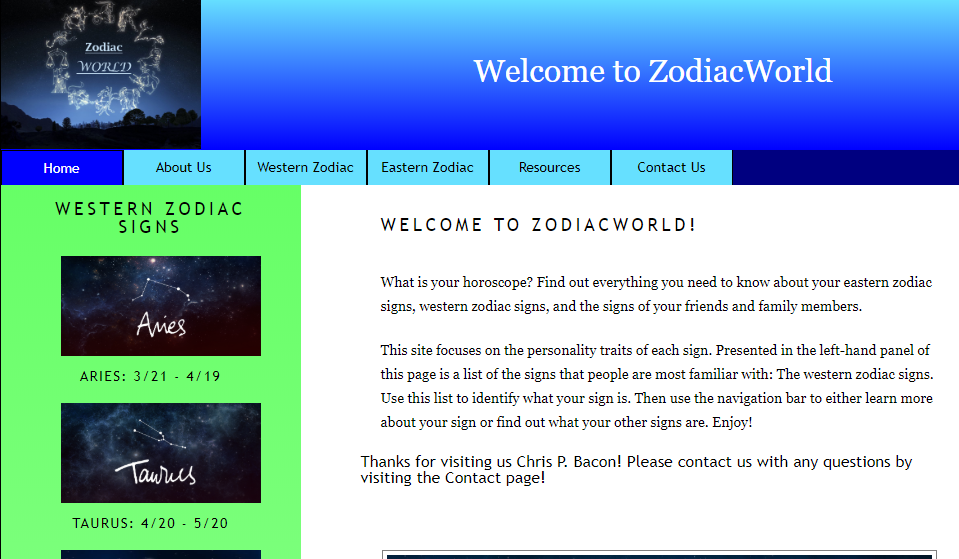 Zodiac
WORLD
Welcome to ZodiacWorld
Home
About Us
Western Zodiac
Eastern Zodiac
Resources
Contact Us
WESTERN ZODIAC
SIGNS
Aries
ARIES: 3/21 - 4/19
Taurus
TAURUS: 4/20 - 5/20
WELCOME TO ZODIACWORLD!
What is your horoscope? Find out everything you need to know about your eastern zodiac
signs, western zodiac signs, and the signs of your friends and family members.
This site focuses on the personality traits of each sign. Presented in the left-hand panel of
this page is a list of the signs that people are most familiar with: The western zodiac signs.
Use this list to identify what your sign is. Then use the navigation bar to either learn more
about your sign or find out what your other signs are. Enjoy!
Thanks for visiting us Chris P. Bacon! Please contact us with any questions by
visiting the Contact page!